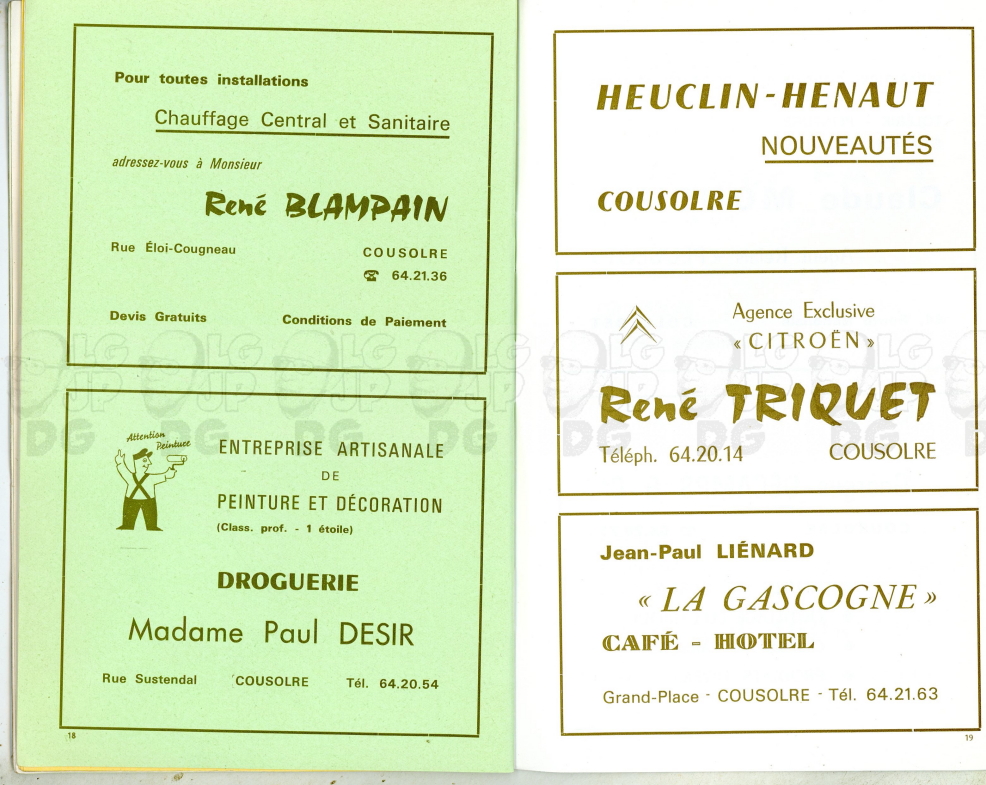 Pour toutes installations
Chauffage Central et Sanitaire
adressez-vous à Monsieur
René BLAMPAIN
Rue Éloi-Cougneau COUSOLRE
☎ 64.21.36
Devis Gratuits Conditions de Paiement
Attention
Peinture
ENTREPRISE ARTISANALE
DE
PEINTURE ET DÉCORATION
(Class. prof. - 1 étoile)
DROGUERIE
Madame Paul DESIR
Rue Sustendal COUSOLRE Tél. 64.20.54
18
HEUCLIN-HENAUT
NOUVEAUTÉS
COUSOLRE
Agence Exclusive
« CITROËN »
René TRIQUET
Téléph. 64.20.14 COUSOLRE
Jean-Paul LIÉNARD
« LA GASCOGNE »
CAFÉ - HOTEL
Grand-Place - COUSOLRE - Tél. 64.21.63
19
LG JP DG